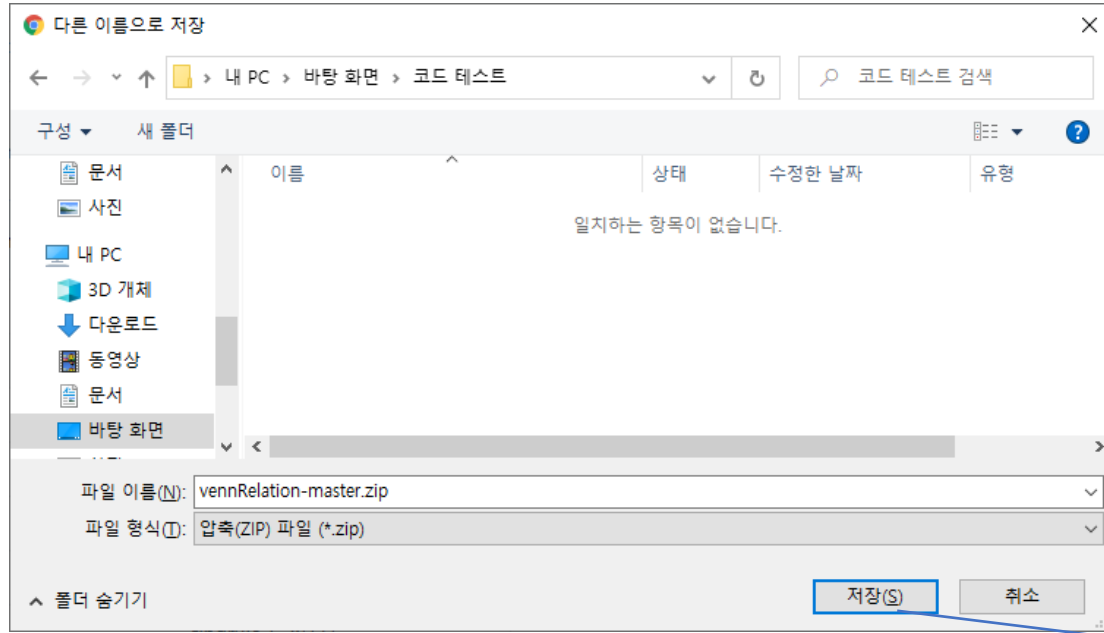 다른 이름으로 저장
내 PC > 바탕 화면 > 코드 테스트
코드 테스트 검색
구성
새 폴더
문서
사진
내 PC
3D 개체
다운로드
동영상
문서
바탕 화면
이름
상태
수정한 날짜
유형
일치하는 항목이 없습니다.
파일 이름(N): vennRelation-master.zip
파일 형식(T): 압축(ZIP) 파일 (*.zip)
폴더 숨기기
저장(S)
취소